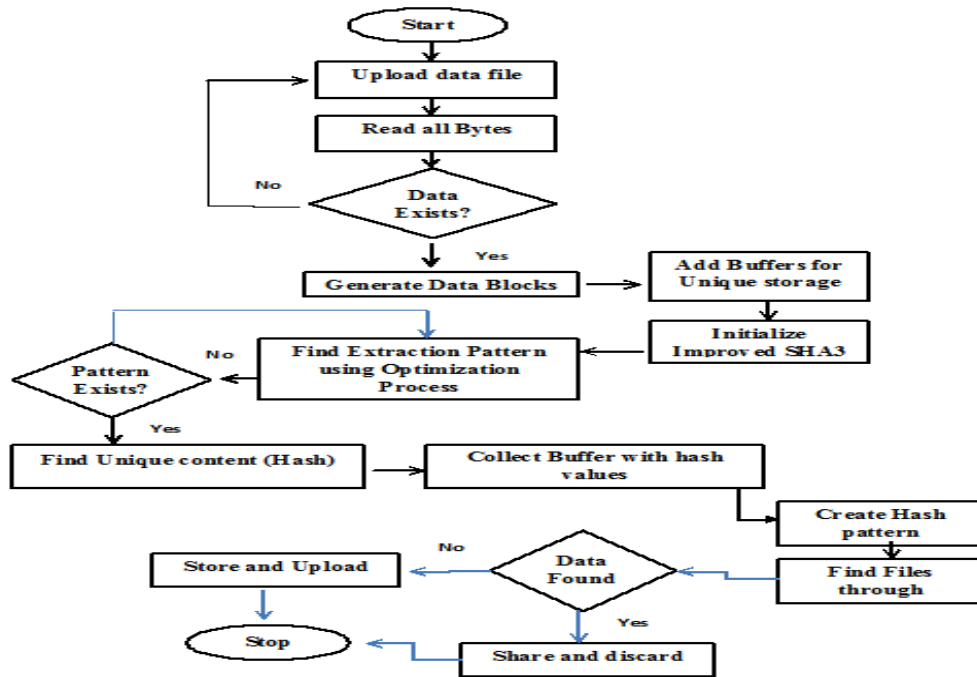 Start
Upload data file
Read all Bytes
No
Data
Exists?
Yes
Generate Data Blocks
Add Buffers for
Unique storage
Initialize
Improved SHA3
Find Extraction Pattern
using Optimization
Process
No
Pattern
Exists?
Yes
Find Unique content (Hash)
Collect Buffer with hash
values
Create Hash
pattern
Find Files
through
Data
Found
No
Store and Upload
Yes
Share and discard
Stop